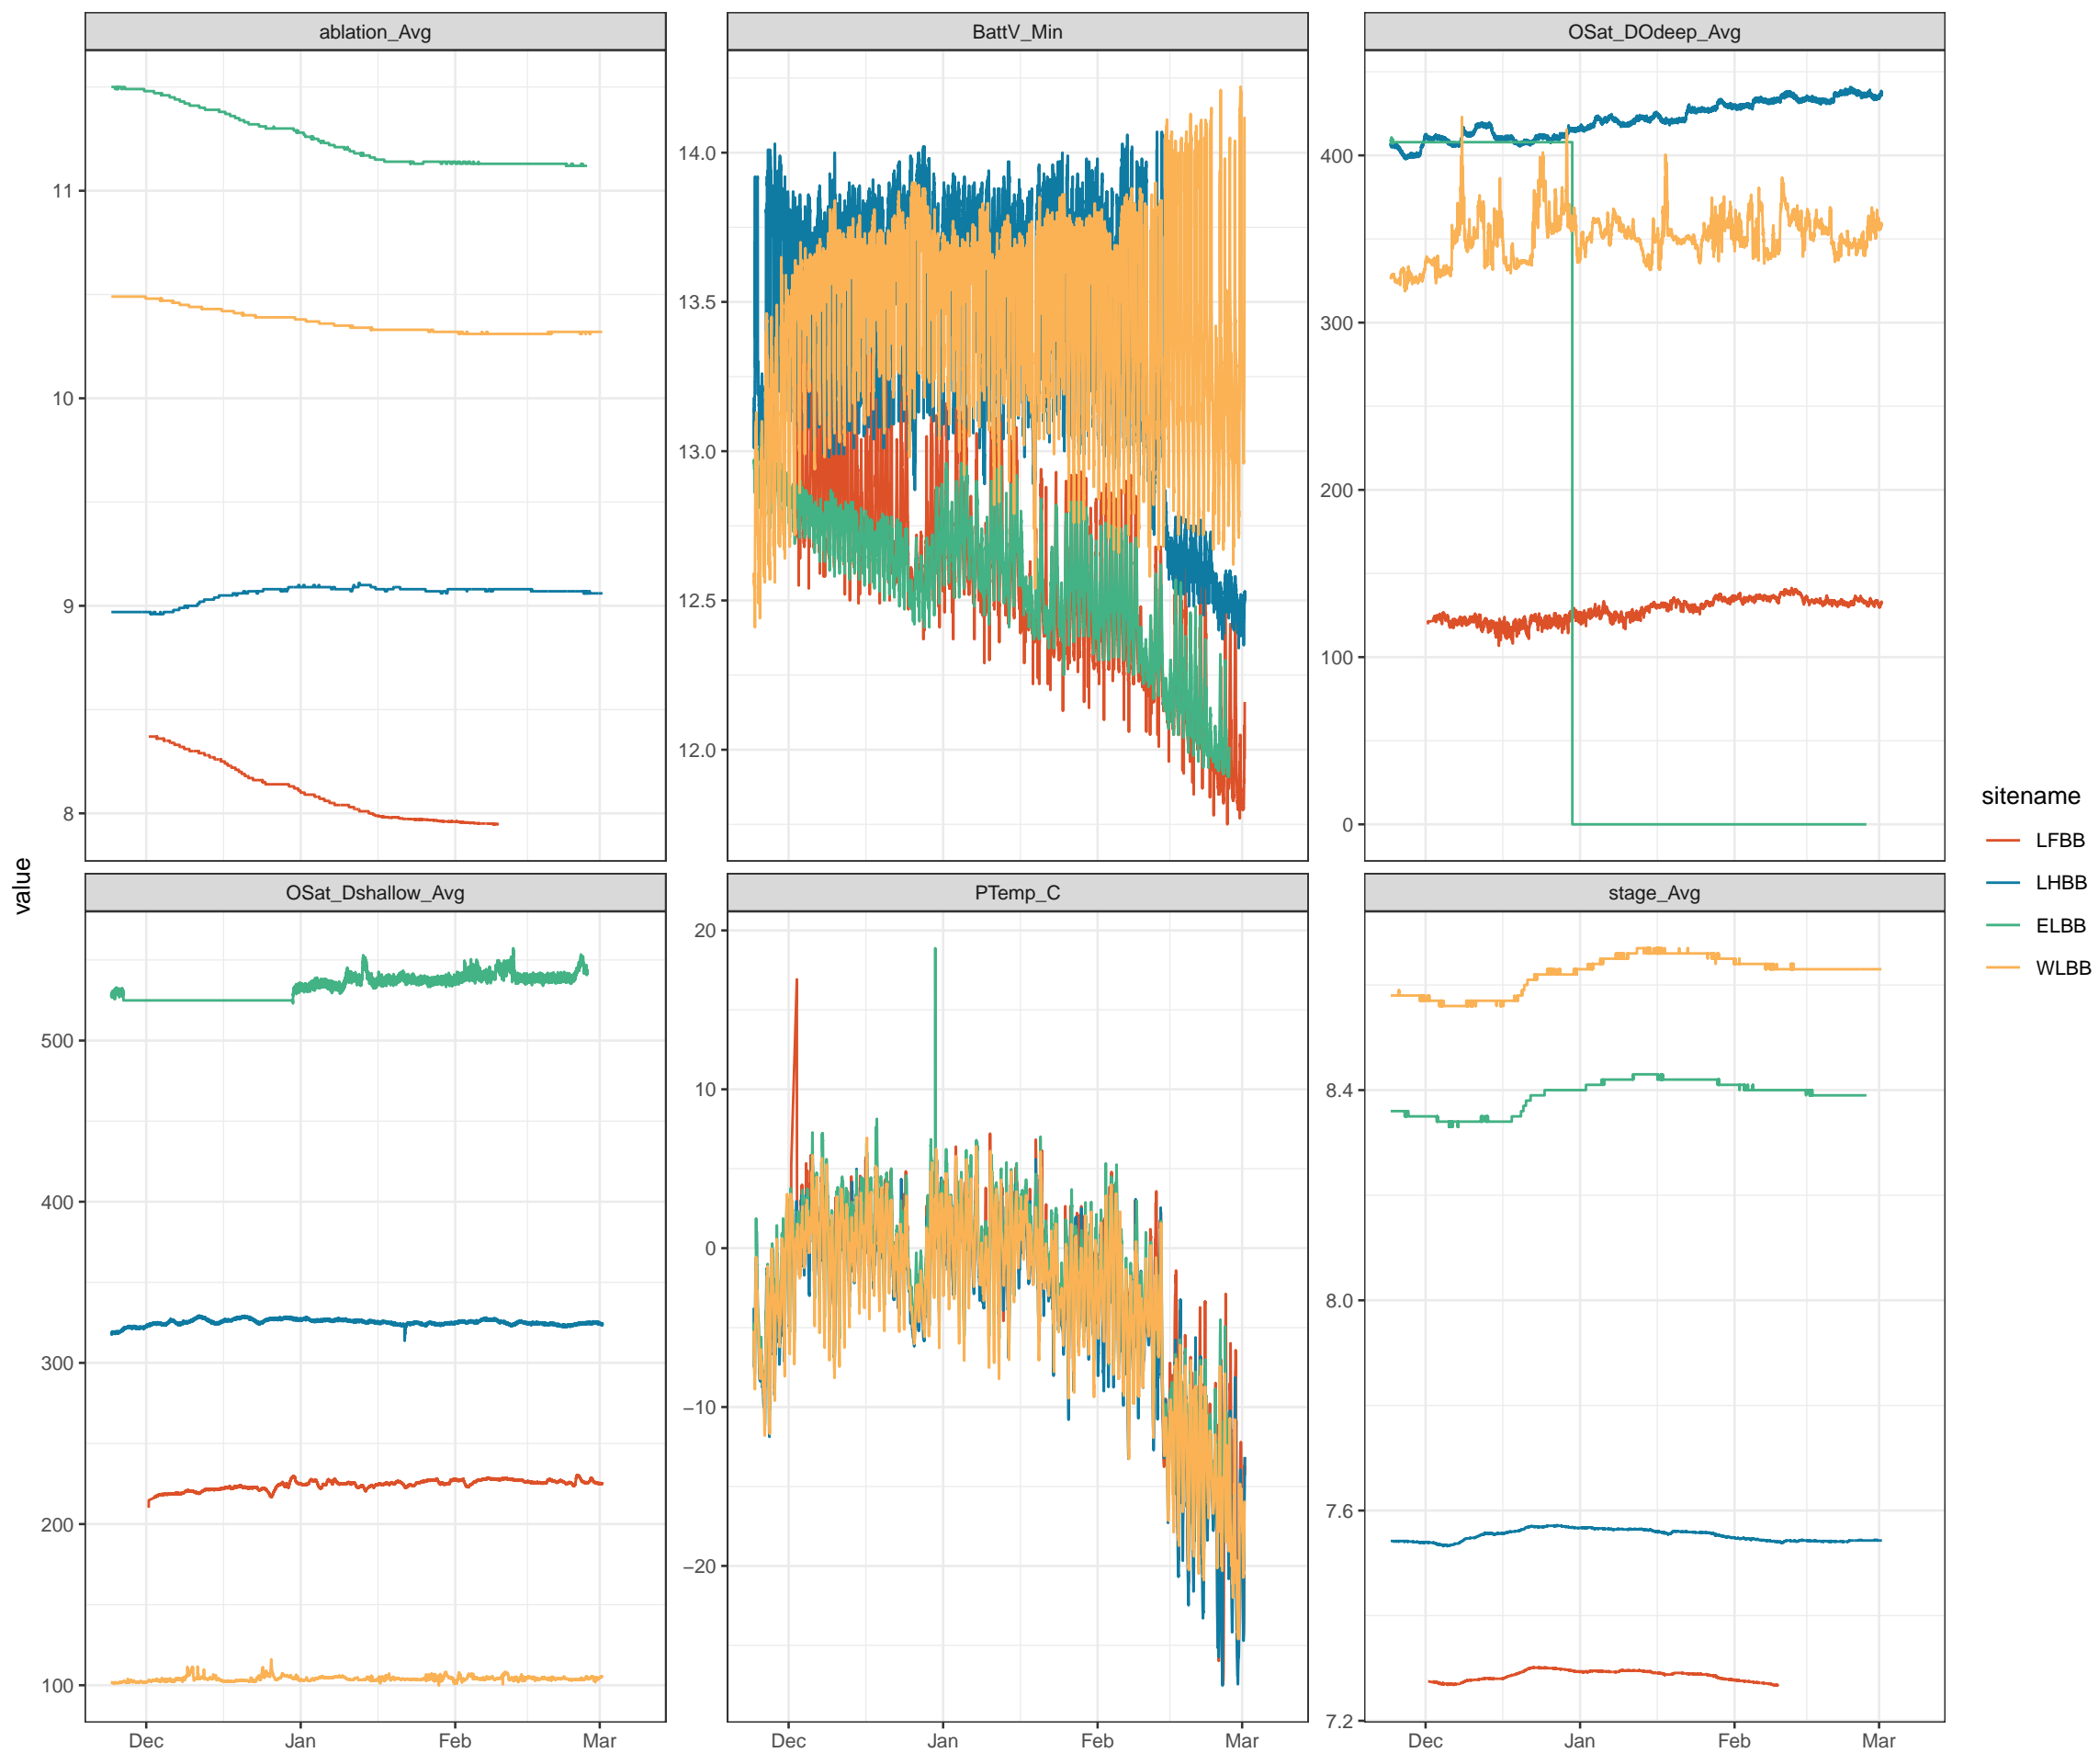 ablation_Avg
BattV_Min
OSat_DOdeep_Avg
11
10
9
8
14.0
13.5
13.0
12.5
12.0
400
300
200
100
0
value
OSat_Dshallow_Avg
PTemp_C
stage_Avg
500
400
300
200
100
20
10
0
−10
−20
8.4
8.0
7.6
7.2
Dec Jan Feb Mar
Dec Jan Feb Mar
Dec Jan Feb Mar
sitename
LFBB
LHBB
ELBB
WLBB